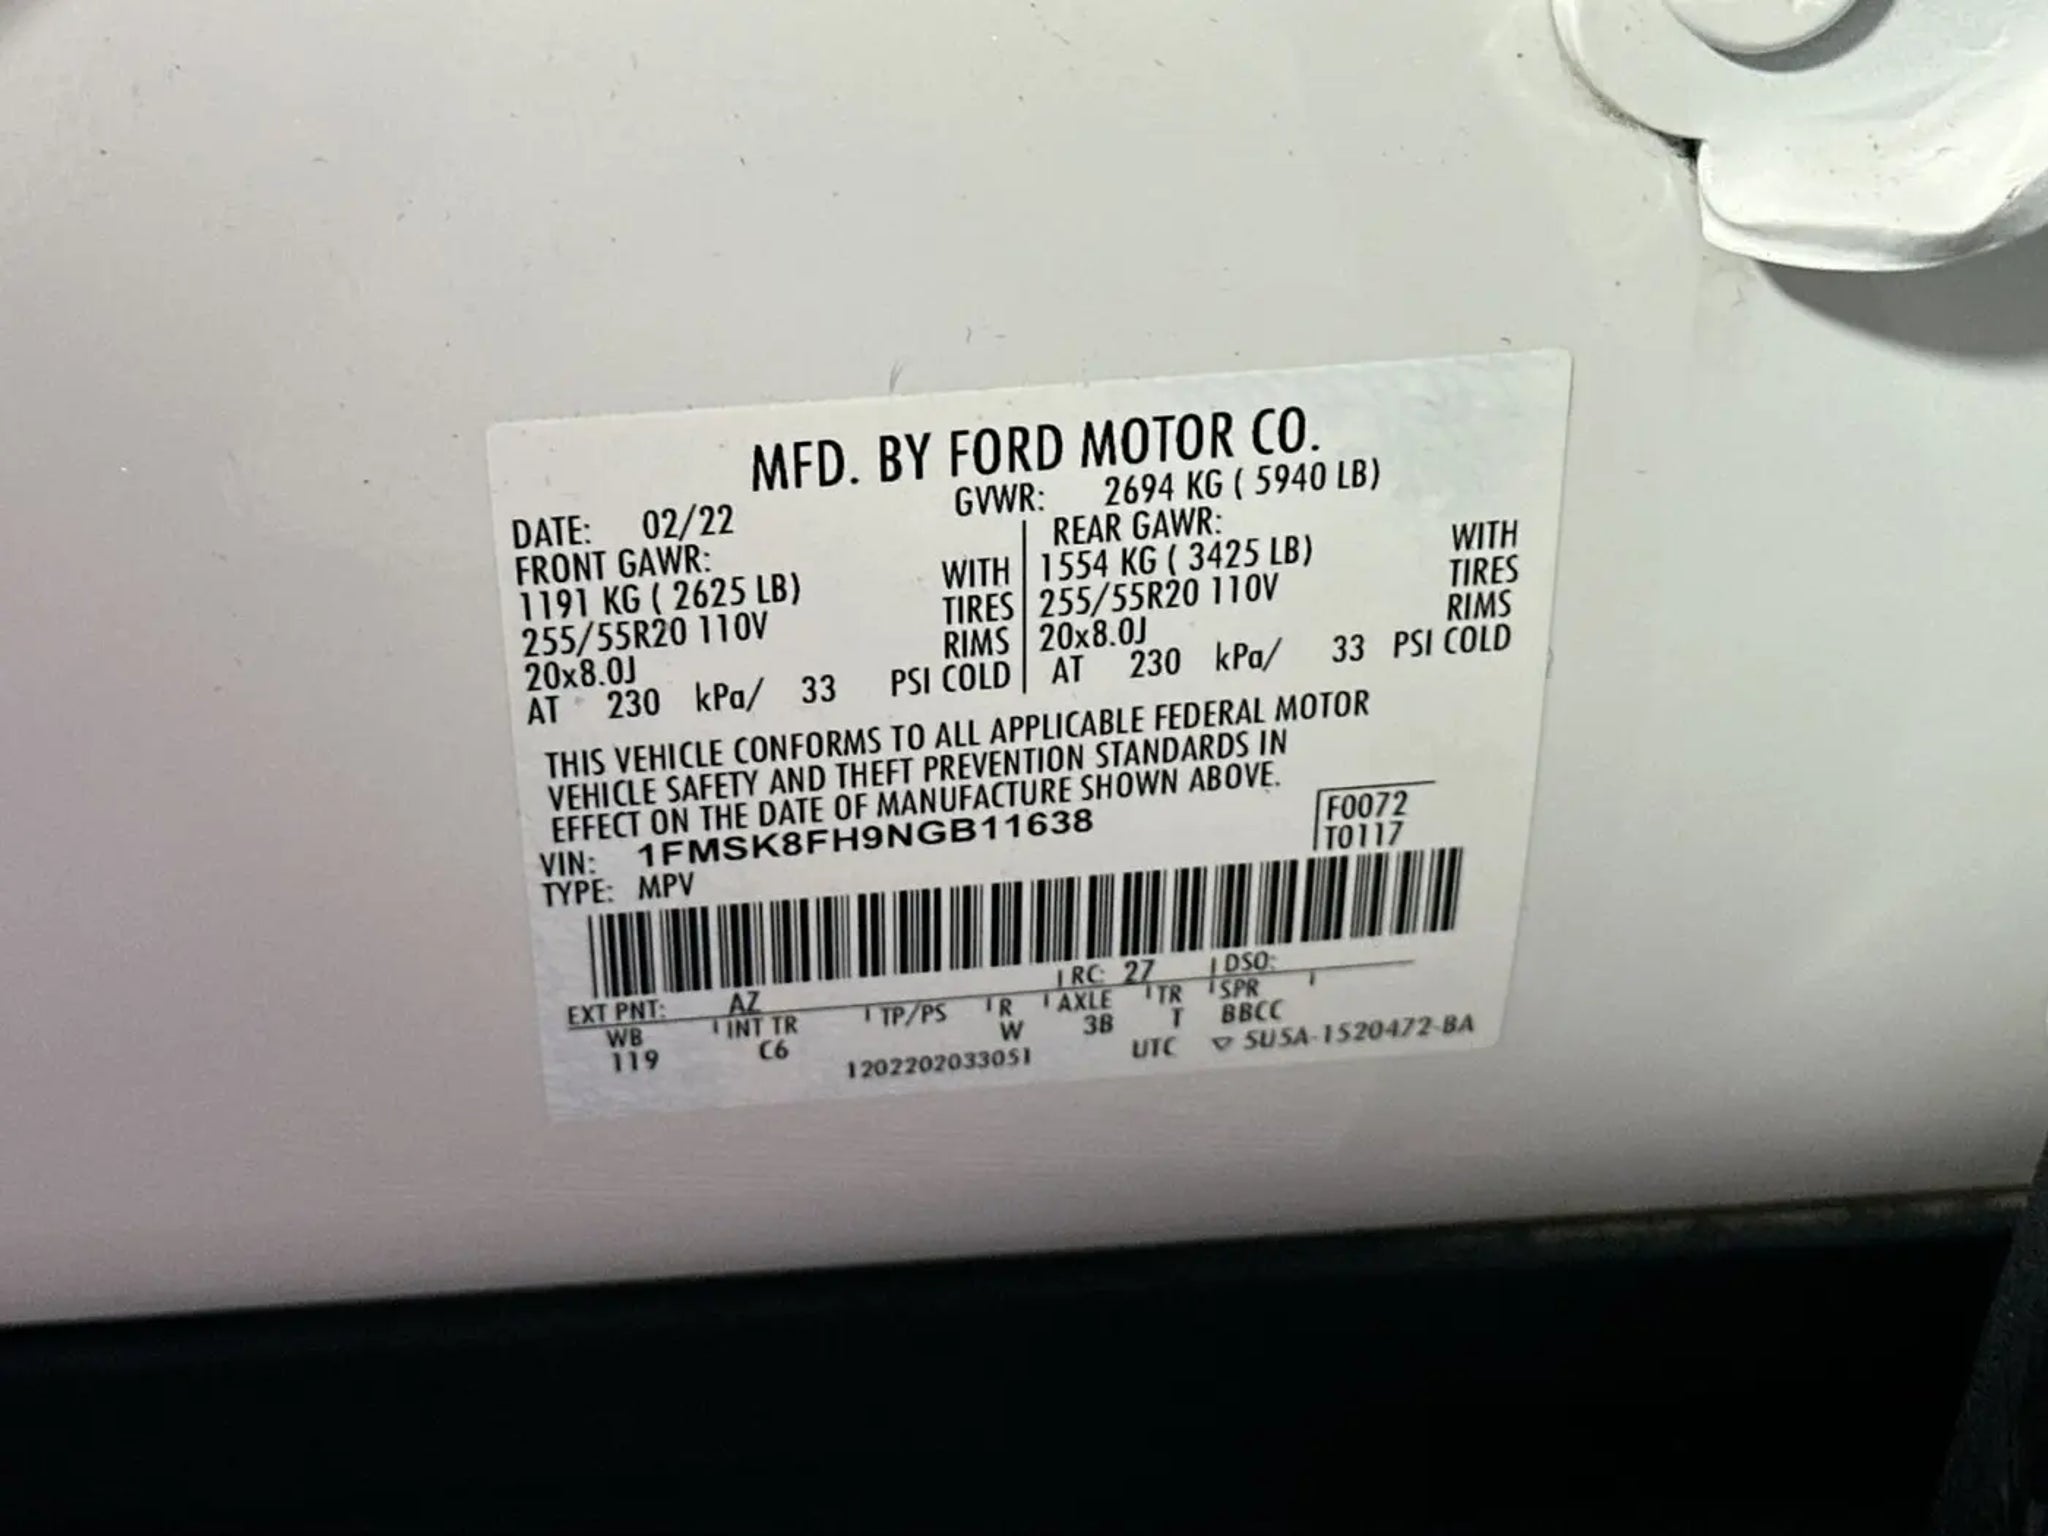 MFD. BY FORD MOTOR CO.
DATE: 02/22 GVWR: 2694 KG ( 5940 LB)
FRONT GAWR: REAR GAWR:
1191 KG ( 2625 LB) WITH 1554 KG ( 3425 LB) WITH
255/55R20 110V TIRES 255/55R20 110V TIRES
20x8.0J RIMS 20x8.0J RIMS
AT 230 kPa/ 33 PSI COLD AT 230 kPa/ 33 PSI COLD
THIS VEHICLE CONFORMS TO ALL APPLICABLE FEDERAL MOTOR
VEHICLE SAFETY AND THEFT PREVENTION STANDARDS IN
EFFECT ON THE DATE OF MANUFACTURE SHOWN ABOVE.
VIN: 1FMSK8FH9NGB11638 F0072
TYPE: MPV T0117
EXT PNT: AZ RC: 27 DSO:
WB INT TR TP/PS R AXLE TR SPR
119 C6 W 3B T BBCC
1202202033051 UTC ▽ 5U5A-1520472-BA